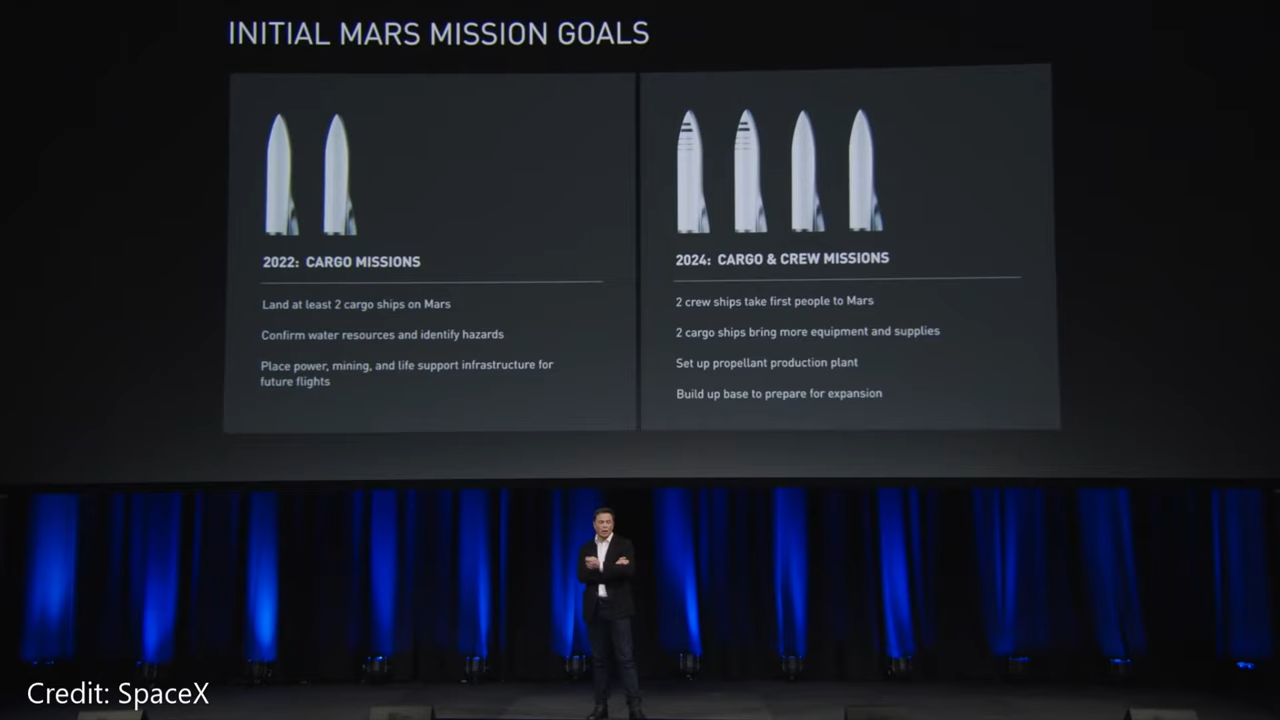 INITIAL MARS MISSION GOALS
2022: CARGO MISSIONS
Land at least 2 cargo ships on Mars
Confirm water resources and identify hazards
Place power, mining, and life support infrastructure for
future flights
2024: CARGO & CREW MISSIONS
2 crew ships take first people to Mars
2 cargo ships bring more equipment and supplies
Set up propellant production plant
Build up base to prepare for expansion
Credit: SpaceX